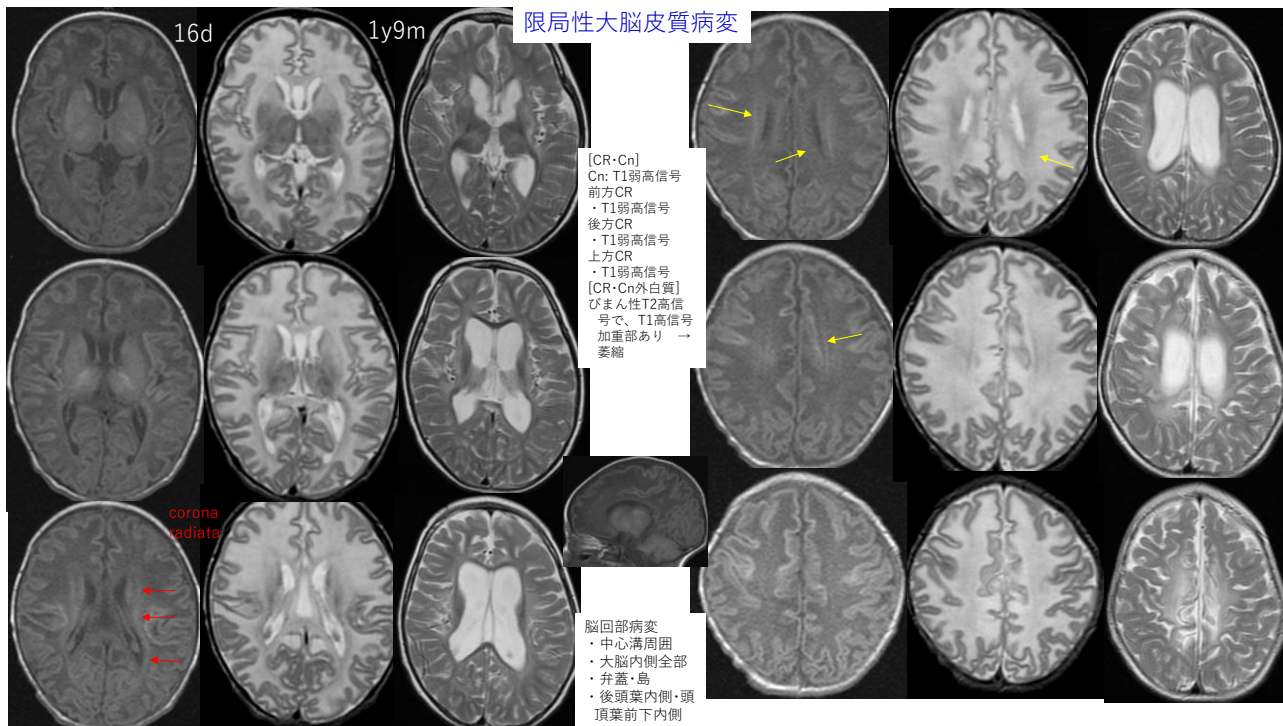 限局性大脳皮質病変
16d
1y9m
[CR・Cn]
Cn: T1弱高信号
前方CR
・T1弱高信号
後方CR
・T1弱高信号
上方CR
・T1弱高信号
[CR・Cn外白質]
びまん性T2高信
号で、T1高信号
加重部あり →
萎縮
corona
radiata
脳回部病変
・中心溝周囲
・大脳内側全部
・弁蓋・島
・後頭葉内側・頭
頂葉前下内側